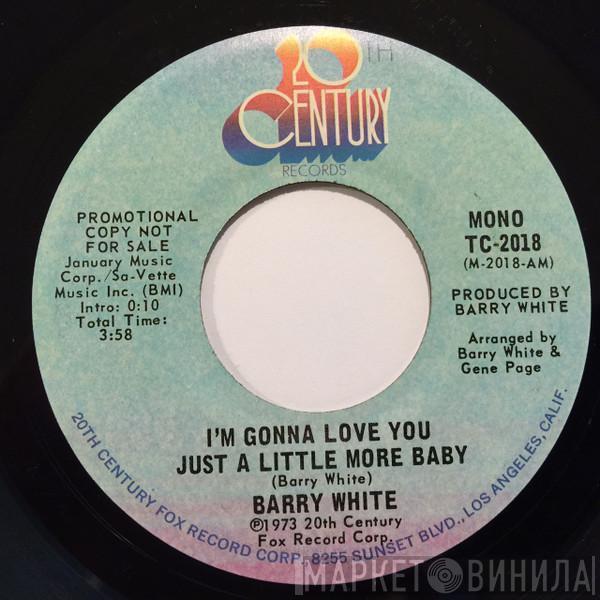 20TH
CENTURY
RECORDS
PROMOTIONAL
COPY NOT
FOR SALE
January Music
Corp./Sa-Vette
Music Inc. (BMI)
Intro: 0:10
Total Time:
3:58
MONO
TC-2018
(M-2018-AM)
PRODUCED BY
BARRY WHITE
Arranged by
Barry White &
Gene Page
I'M GONNA LOVE YOU
JUST A LITTLE MORE BABY
(Barry White)
BARRY WHITE
℗1973 20th Century
Fox Record Corp.
20TH CENTURY FOX RECORD CORP., 8255 SUNSET BLVD., LOS ANGELES, CALIF.
МАРКЕТ ВИНИЛА